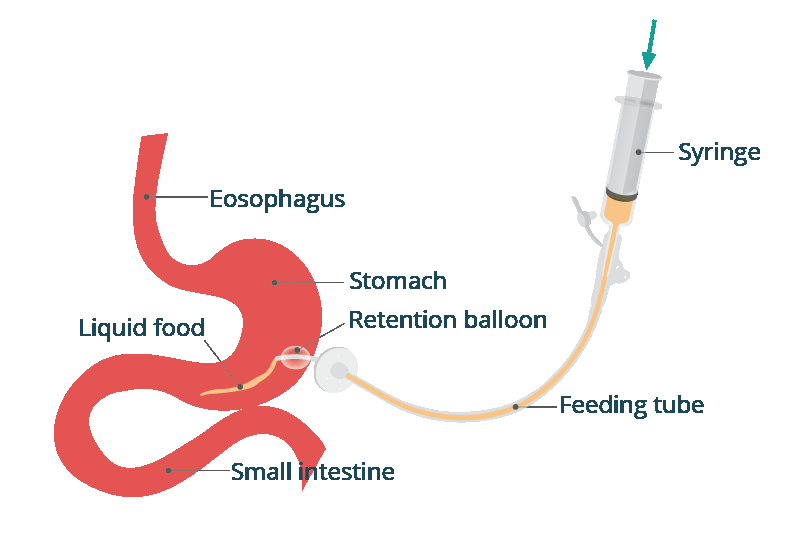 Syringe
Eosophagus
Stomach
Retention balloon
Liquid food
Feeding tube
Small intestine